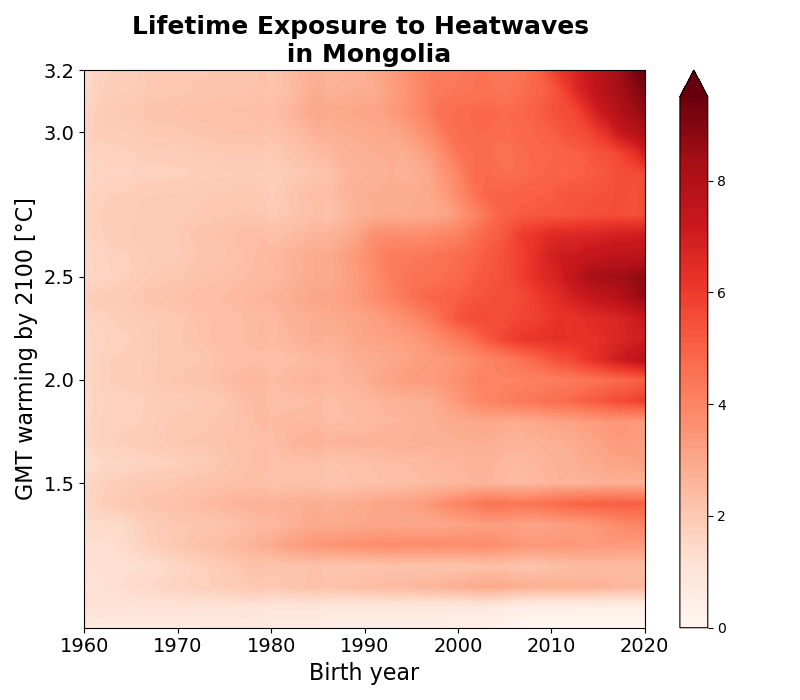 Lifetime Exposure to Heatwaves
in Mongolia
GMT warming by 2100 [°C]
3.2
3.0
2.5
2.0
1.5
1960 1970 1980 1990 2000 2010 2020
Birth year
8
6
4
2
0